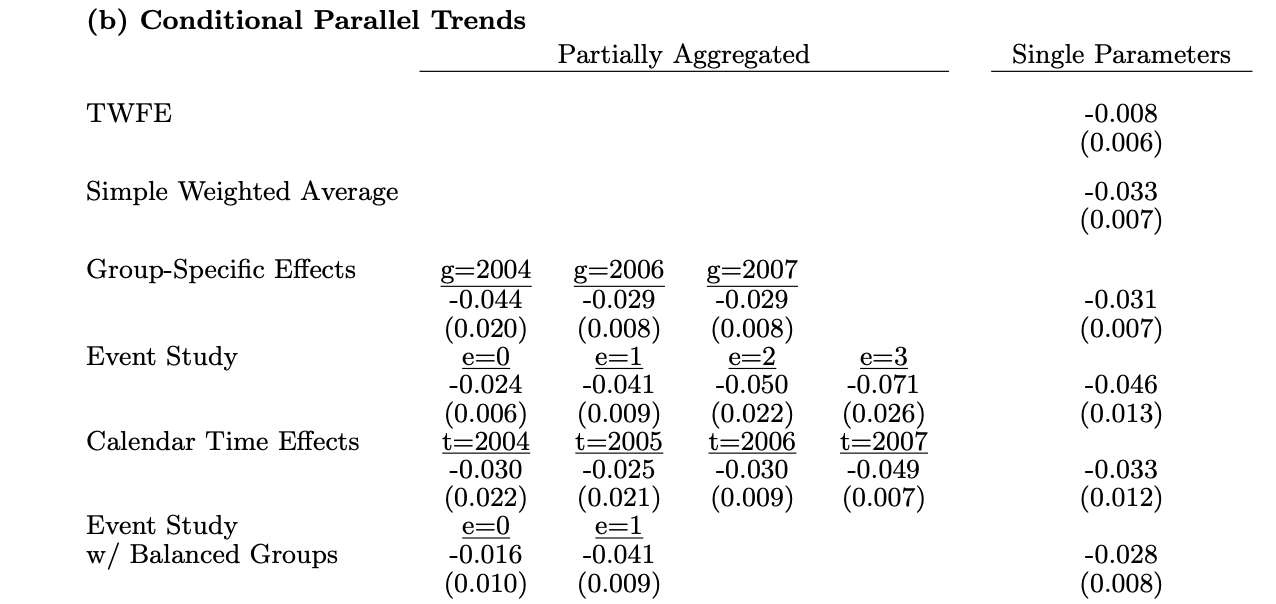 (b) Conditional Parallel Trends
Partially Aggregated Single Parameters
TWFE -0.008
(0.006)
Simple Weighted Average -0.033
(0.007)
Group-Specific Effects g=2004 g=2006 g=2007
-0.044 -0.029 -0.029 -0.031
(0.020) (0.008) (0.008) (0.007)
Event Study e=0 e=1 e=2 e=3
-0.024 -0.041 -0.050 -0.071 -0.046
(0.006) (0.009) (0.022) (0.026) (0.013)
Calendar Time Effects t=2004 t=2005 t=2006 t=2007
-0.030 -0.025 -0.030 -0.049 -0.033
(0.022) (0.021) (0.009) (0.007) (0.012)
Event Study e=0 e=1
w/ Balanced Groups -0.016 -0.041 -0.028
(0.010) (0.009) (0.008)